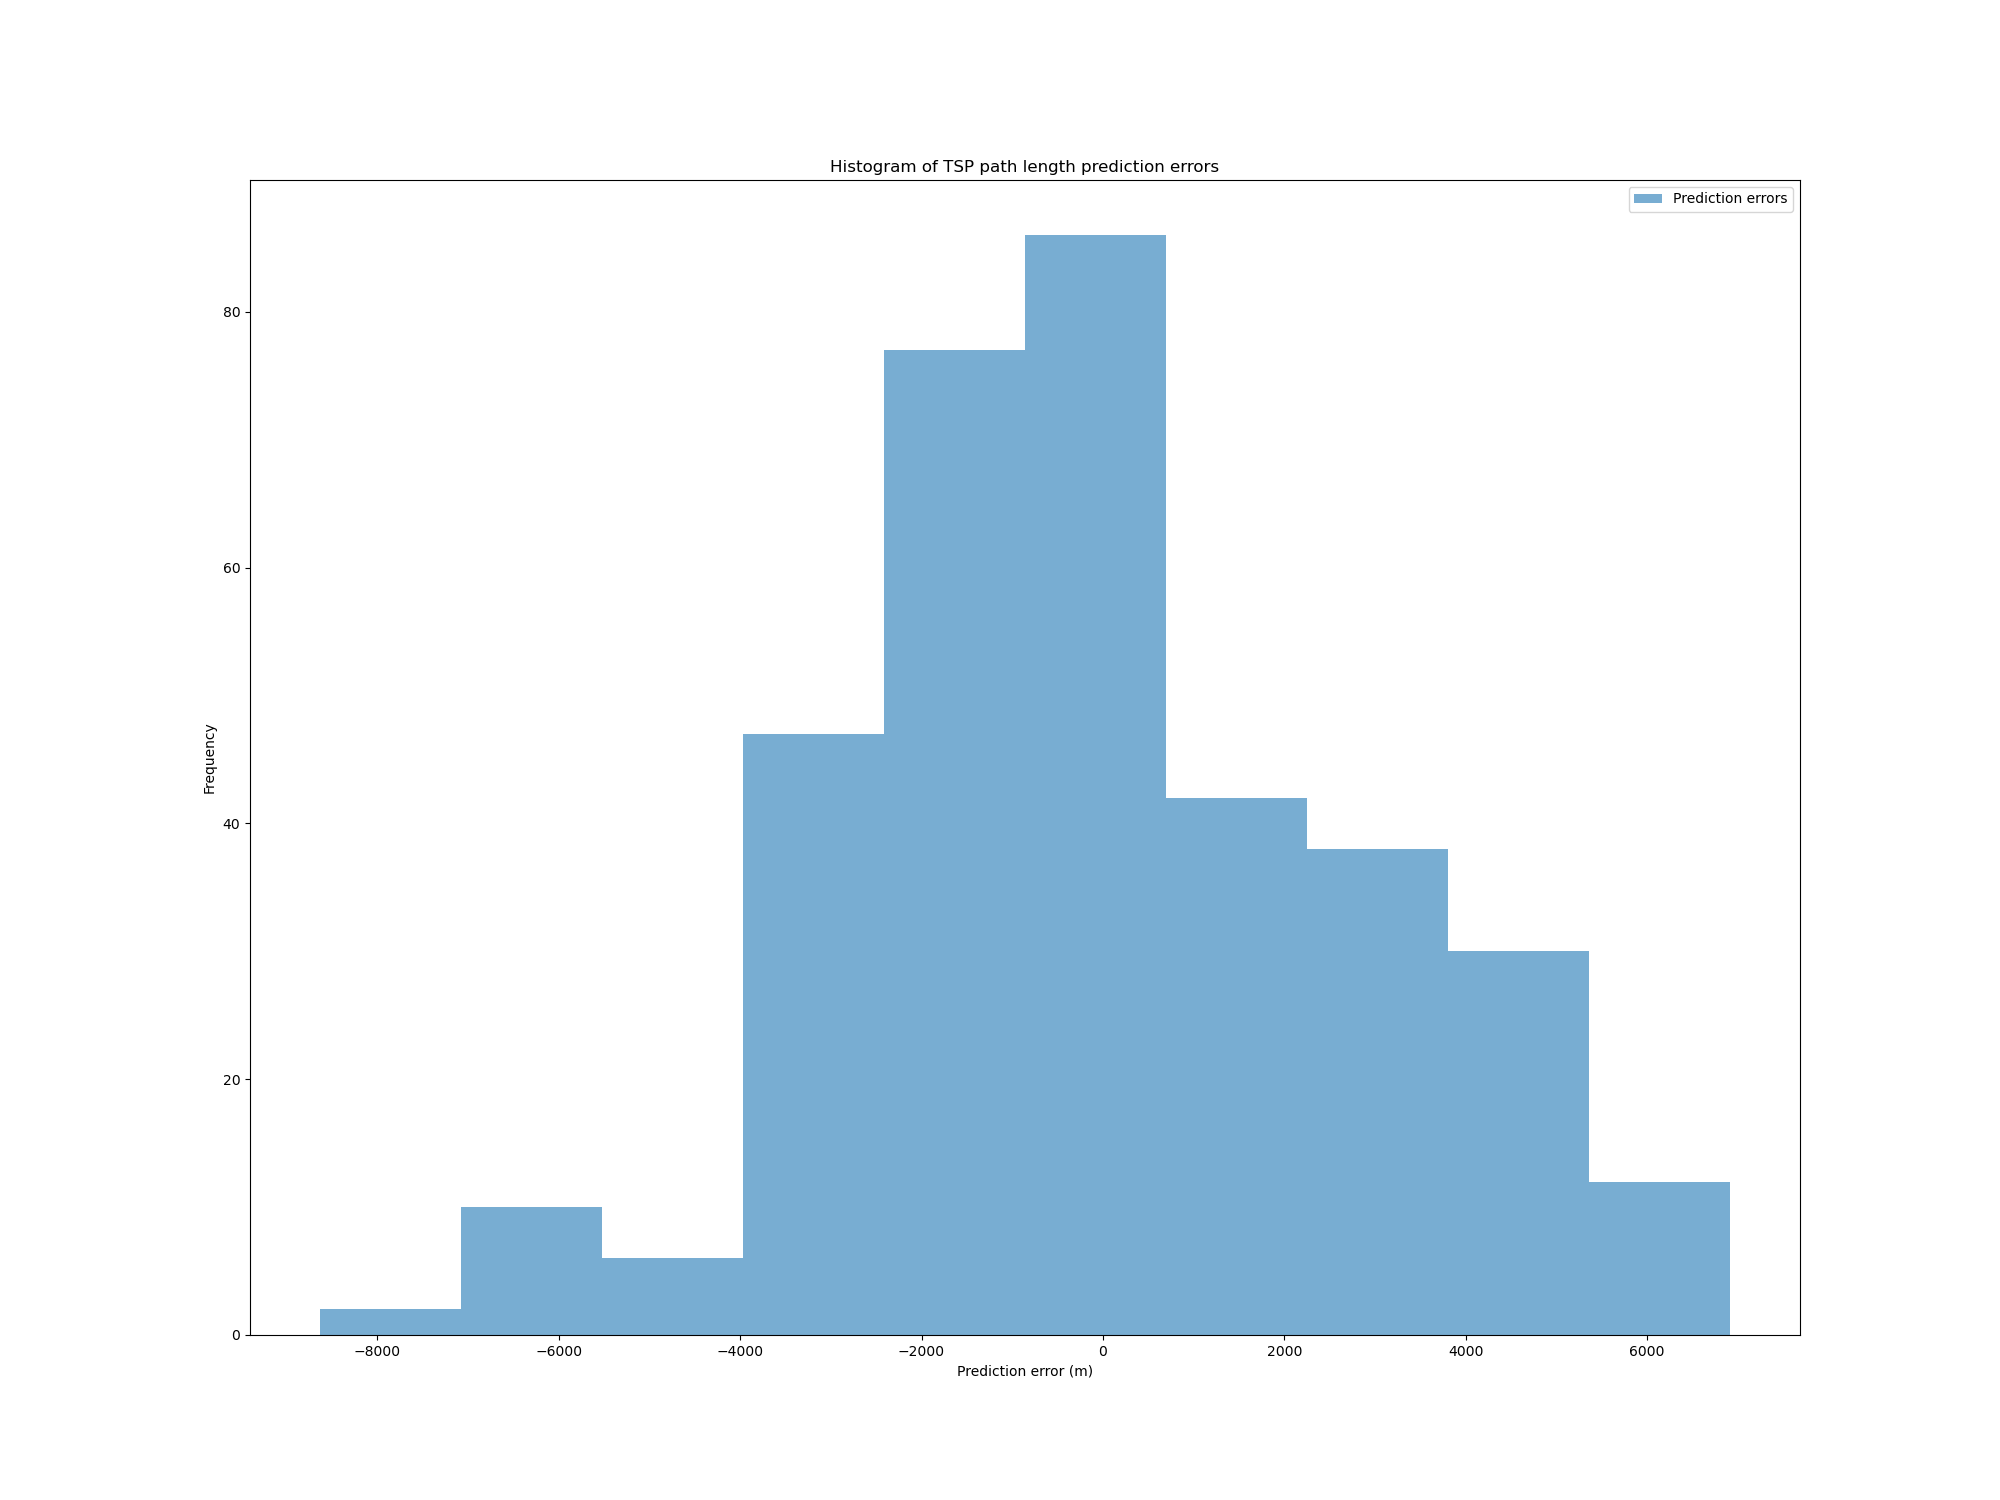 Histogram of TSP path length prediction errors
Prediction errors
80
60
40
20
0
Frequency
−8000 −6000 −4000 −2000 0 2000 4000 6000
Prediction error (m)